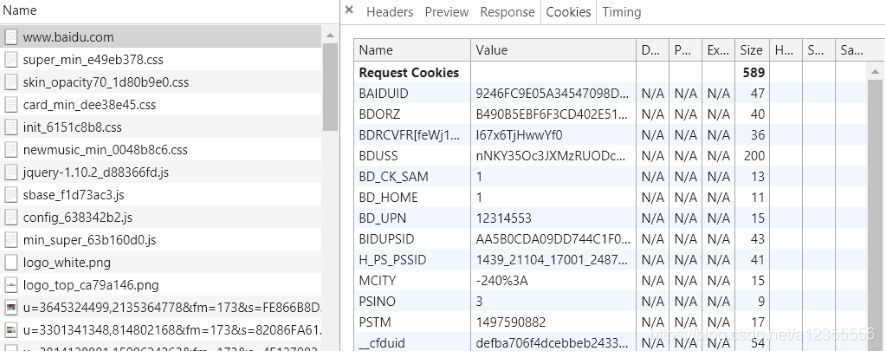 Name
www.baidu.com
super_min_e49eb378.css
skin_opacity70_1d80b9e0.css
card_min_dee38e45.css
init_6151c8b8.css
newmusic_min_0048b8c6.css
jquery-1.10.2_d88366fd.js
sbase_f1d73ac3.js
config_638342b2.js
min_super_63b160d0.js
logo_white.png
logo_top_ca79a146.png
u=3645324499,2135364778&fm=173&s=FE866B8D...
u=3301341348,814802168&fm=173&s=82086FA61...
× Headers Preview Response Cookies Timing
Name Value D... P... Ex... Size H... S... Sa...
Request Cookies 589
BAIDUID 9246FC9E05A34547098D... N/A N/A N/A 47
BDORZ B490B5EBF6F3CD402E51... N/A N/A N/A 40
BDRCVFR[feWj1... I67x6TjHwwYf0 N/A N/A N/A 36
BDUSS nNKY35Oc3JXMzRUODc... N/A N/A N/A 200
BD_CK_SAM 1 N/A N/A N/A 13
BD_HOME 1 N/A N/A N/A 11
BD_UPN 12314553 N/A N/A N/A 15
BIDUPSID AA5B0CDA09DD744C1F0... N/A N/A N/A 43
H_PS_PSSID 1439_21104_17001_2487... N/A N/A N/A 41
MCITY -240%3A N/A N/A N/A 15
PSINO 3 N/A N/A N/A 9
PSTM 1497590882 N/A N/A N/A 17
__cfduid defba706f4dcebbeb2433... N/A N/A N/A 54
https://blog.csdn.net/a12355556